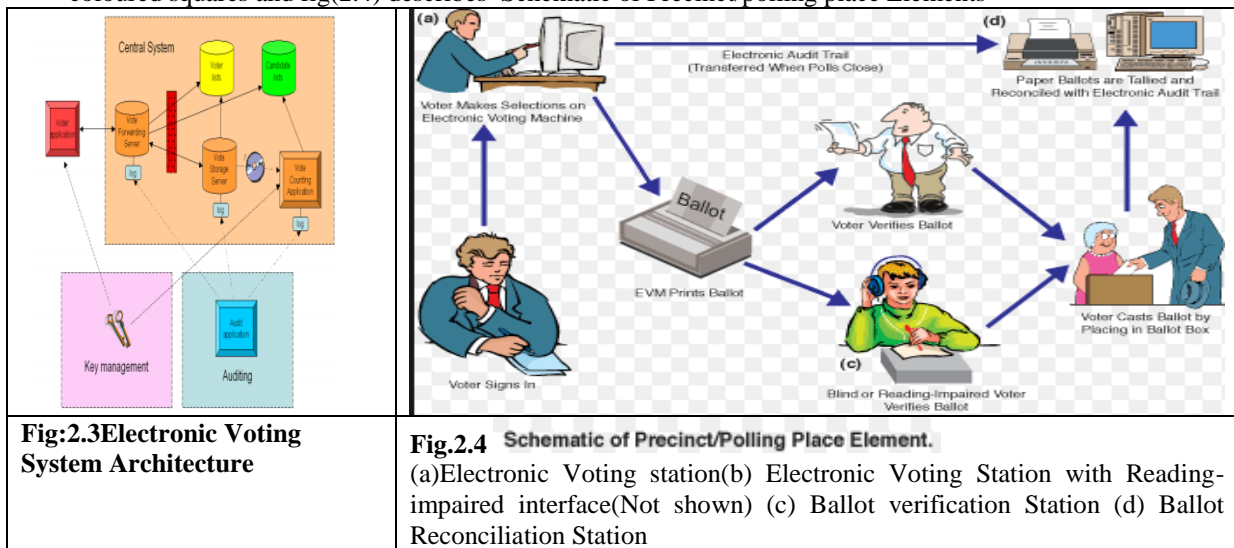 coloured squares and fig(2.4) describes Schematic of Precinct/polling place Elements
Central System
Voter
lists
Candidate
lists
Voter
application
Vote
Forwarding
Server
Vote
Storage
Server
Vote
Counting
Application
log
log
log
Key management
Audit
application
Auditing
(a)
(d)
Electronic Audit Trail
(Transferred When Polls Close)
Voter Makes Selections on
Electronic Voting Machine
Paper Ballots are Tallied and
Reconciled with Electronic Audit Trail
Ballot
Voter Verifies Ballot
EVM Prints Ballot
Voter Casts Ballot by
Placing in Ballot Box
(c)
Voter Signs In
Blind or Reading-Impaired Voter
Verifies Ballot
Fig:2.3Electronic Voting
System Architecture
Fig.2.4 Schematic of Precinct/Polling Place Element.
(a)Electronic Voting station(b) Electronic Voting Station with Reading-
impaired interface(Not shown) (c) Ballot verification Station (d) Ballot
Reconciliation Station